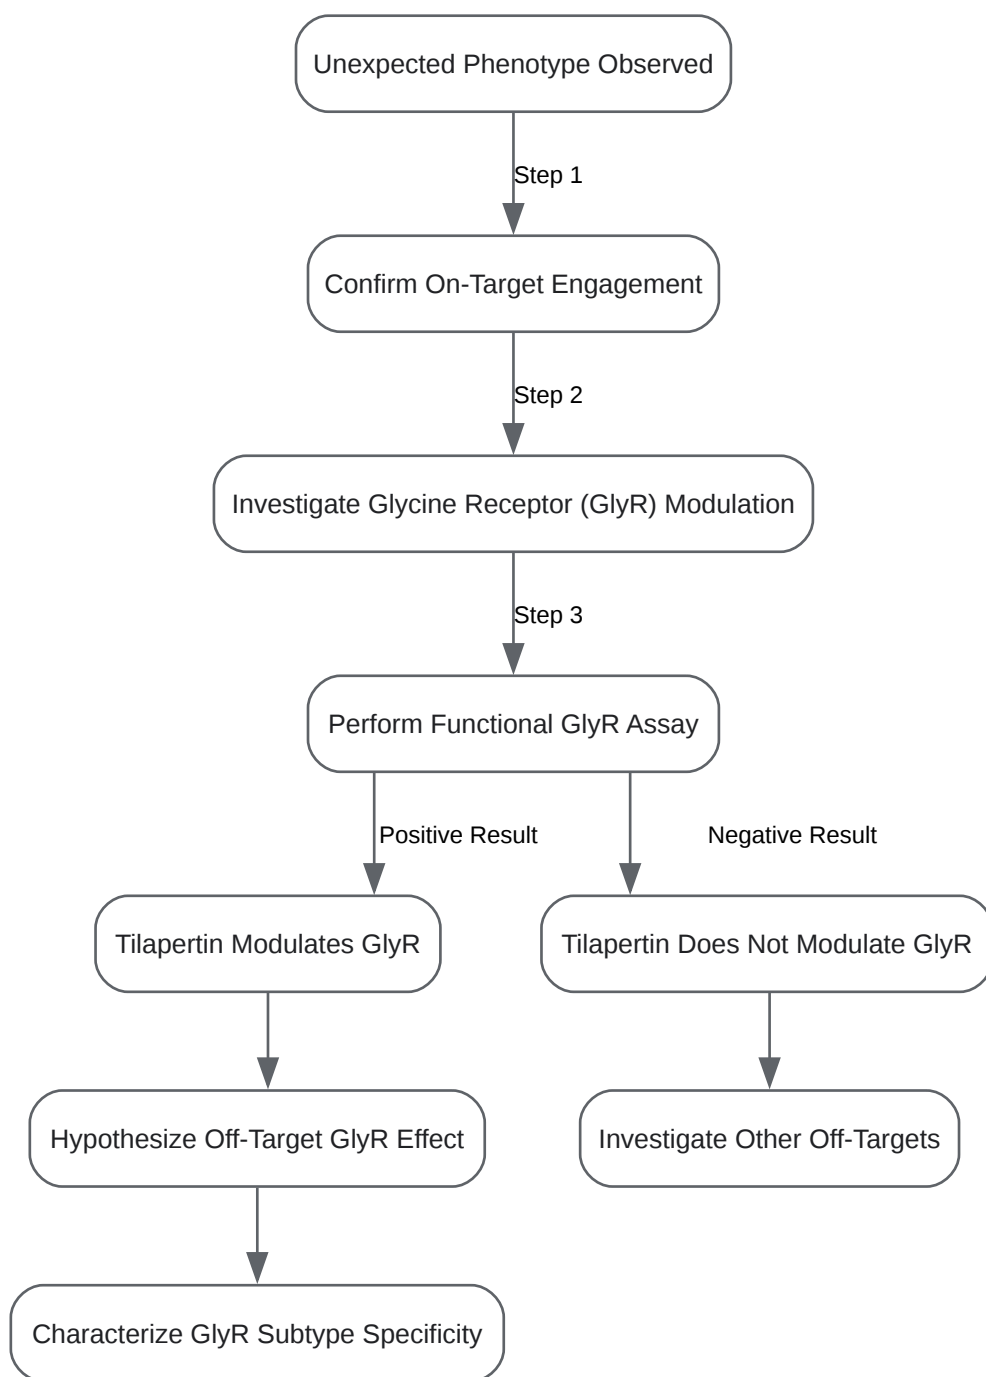 Unexpected Phenotype Observed
Step 1
Confirm On-Target Engagement
Step 2
Investigate Glycine Receptor (GlyR) Modulation
Step 3
Perform Functional GlyR Assay
Positive Result
Negative Result
Tilapertin Modulates GlyR
Tilapertin Does Not Modulate GlyR
Hypothesize Off-Target GlyR Effect
Investigate Other Off-Targets
Characterize GlyR Subtype Specificity